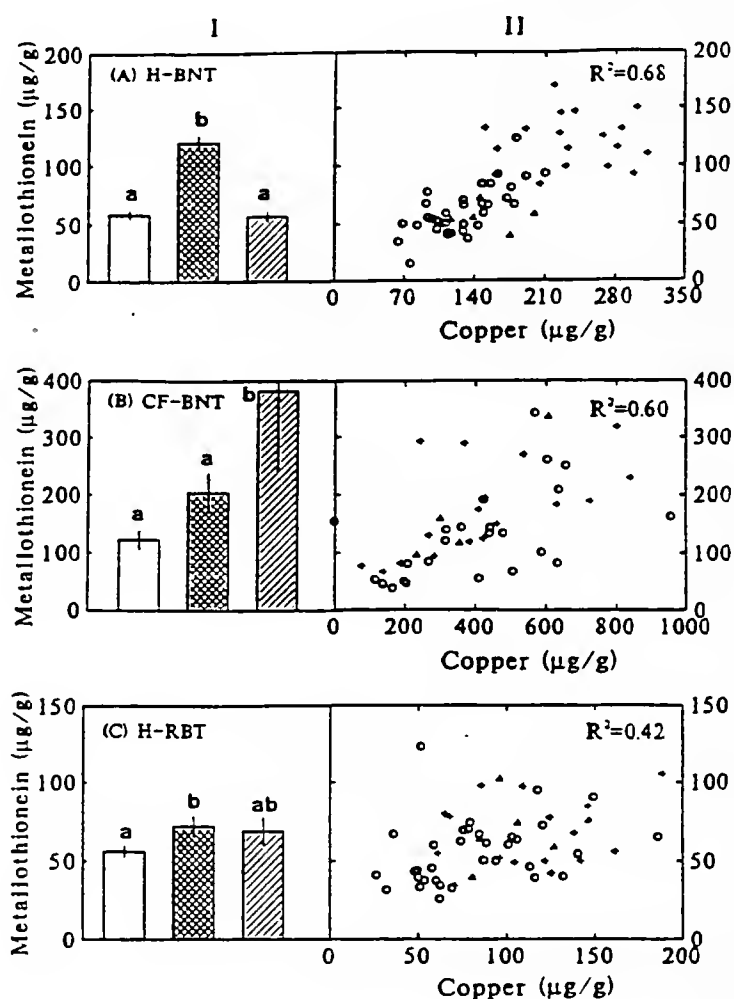 I II
200 200
(A) H-BNT R²=0.68
150 150
b
100 100
a a
50 50
0 0
Metallothionein (µg/g)
0 70 140 210 280 350
Copper (µg/g)
400 400
(B) CF-BNT b R²=0.60
300 300
a
200 200
a
100 100
0 0
Metallothionein (µg/g)
0 200 400 600 800 1000
Copper (µg/g)
150 150
(C) H-RBT R²=0.42
100 100
a b ab
50 50
0 0
Metallothionein (µg/g)
0 50 100 150 200
Copper (µg/g)